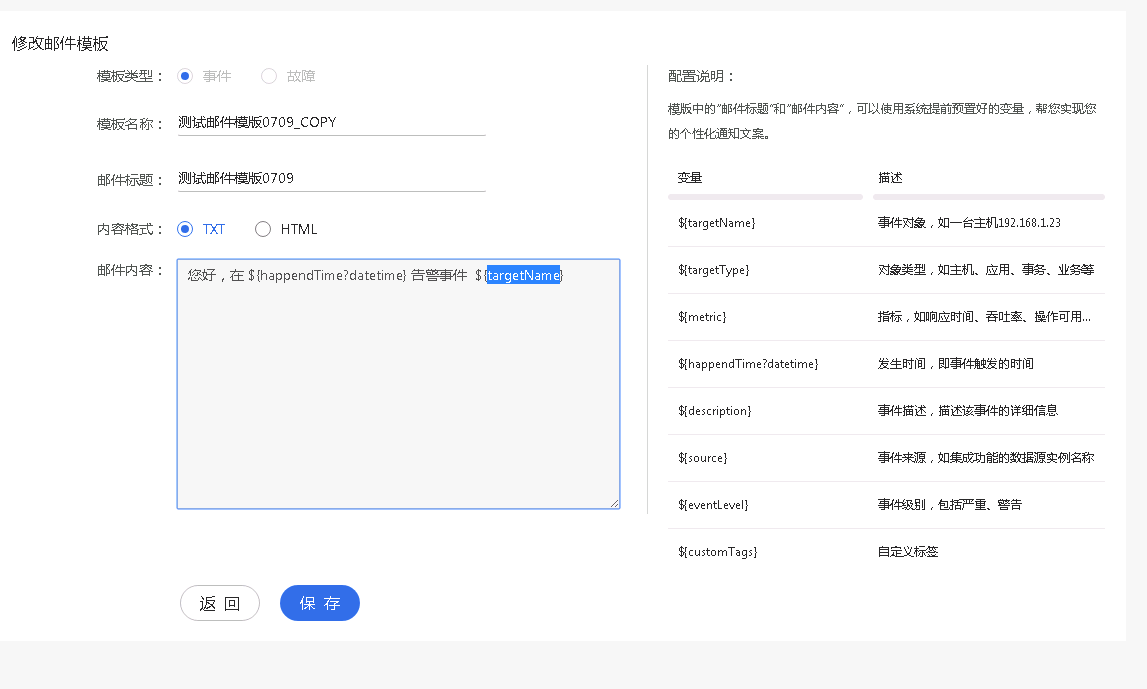 修改邮件模板
模板类型： 事件 故障
模板名称： 测试邮件模版0709_COPY
邮件标题： 测试邮件模版0709
内容格式： TXT HTML
邮件内容： 您好，在 ${happendTime?datetime} 告警事件 ${targetName}
返 回 保 存
配置说明：
模版中的"邮件标题"和"邮件内容"，可以使用系统提前预置好的变量，帮您实现您
的个性化通知文案。
变量 描述
${targetName} 事件对象，如一台主机192.168.1.23
${targetType} 对象类型，如主机、应用、事务、业务等
${metric} 指标，如响应时间、吞吐率、操作可用...
${happendTime?datetime} 发生时间，即事件触发的时间
${description} 事件描述，描述该事件的详细信息
${source} 事件来源，如集成功能的数据源实例名称
${eventLevel} 事件级别，包括严重、警告
${customTags} 自定义标签